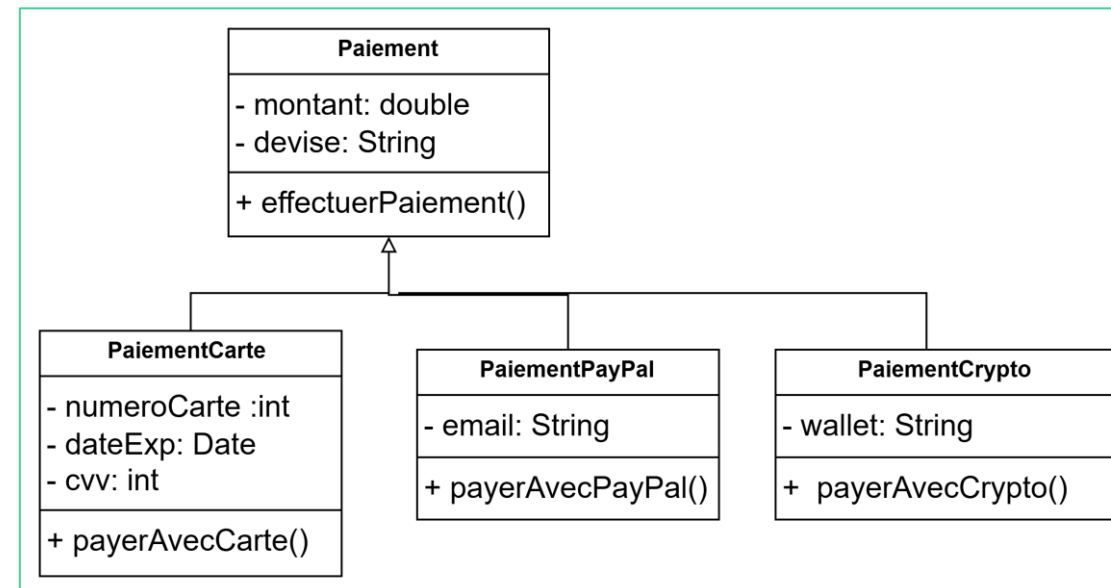 Paiement
- montant: double
- devise: String
+ effectuerPaiement()
PaiementCarte
- numeroCarte :int
- dateExp: Date
- cvv: int
+ payerAvecCarte()
PaiementPayPal
- email: String
+ payerAvecPayPal()
PaiementCrypto
- wallet: String
+ payerAvecCrypto()